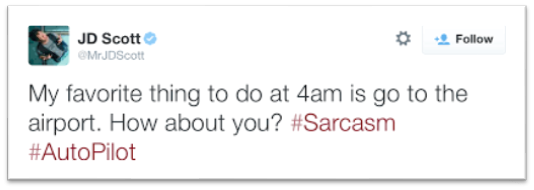 JD Scott
@MrJDScott
Follow
My favorite thing to do at 4am is go to the
airport. How about you? #Sarcasm
#AutoPilot